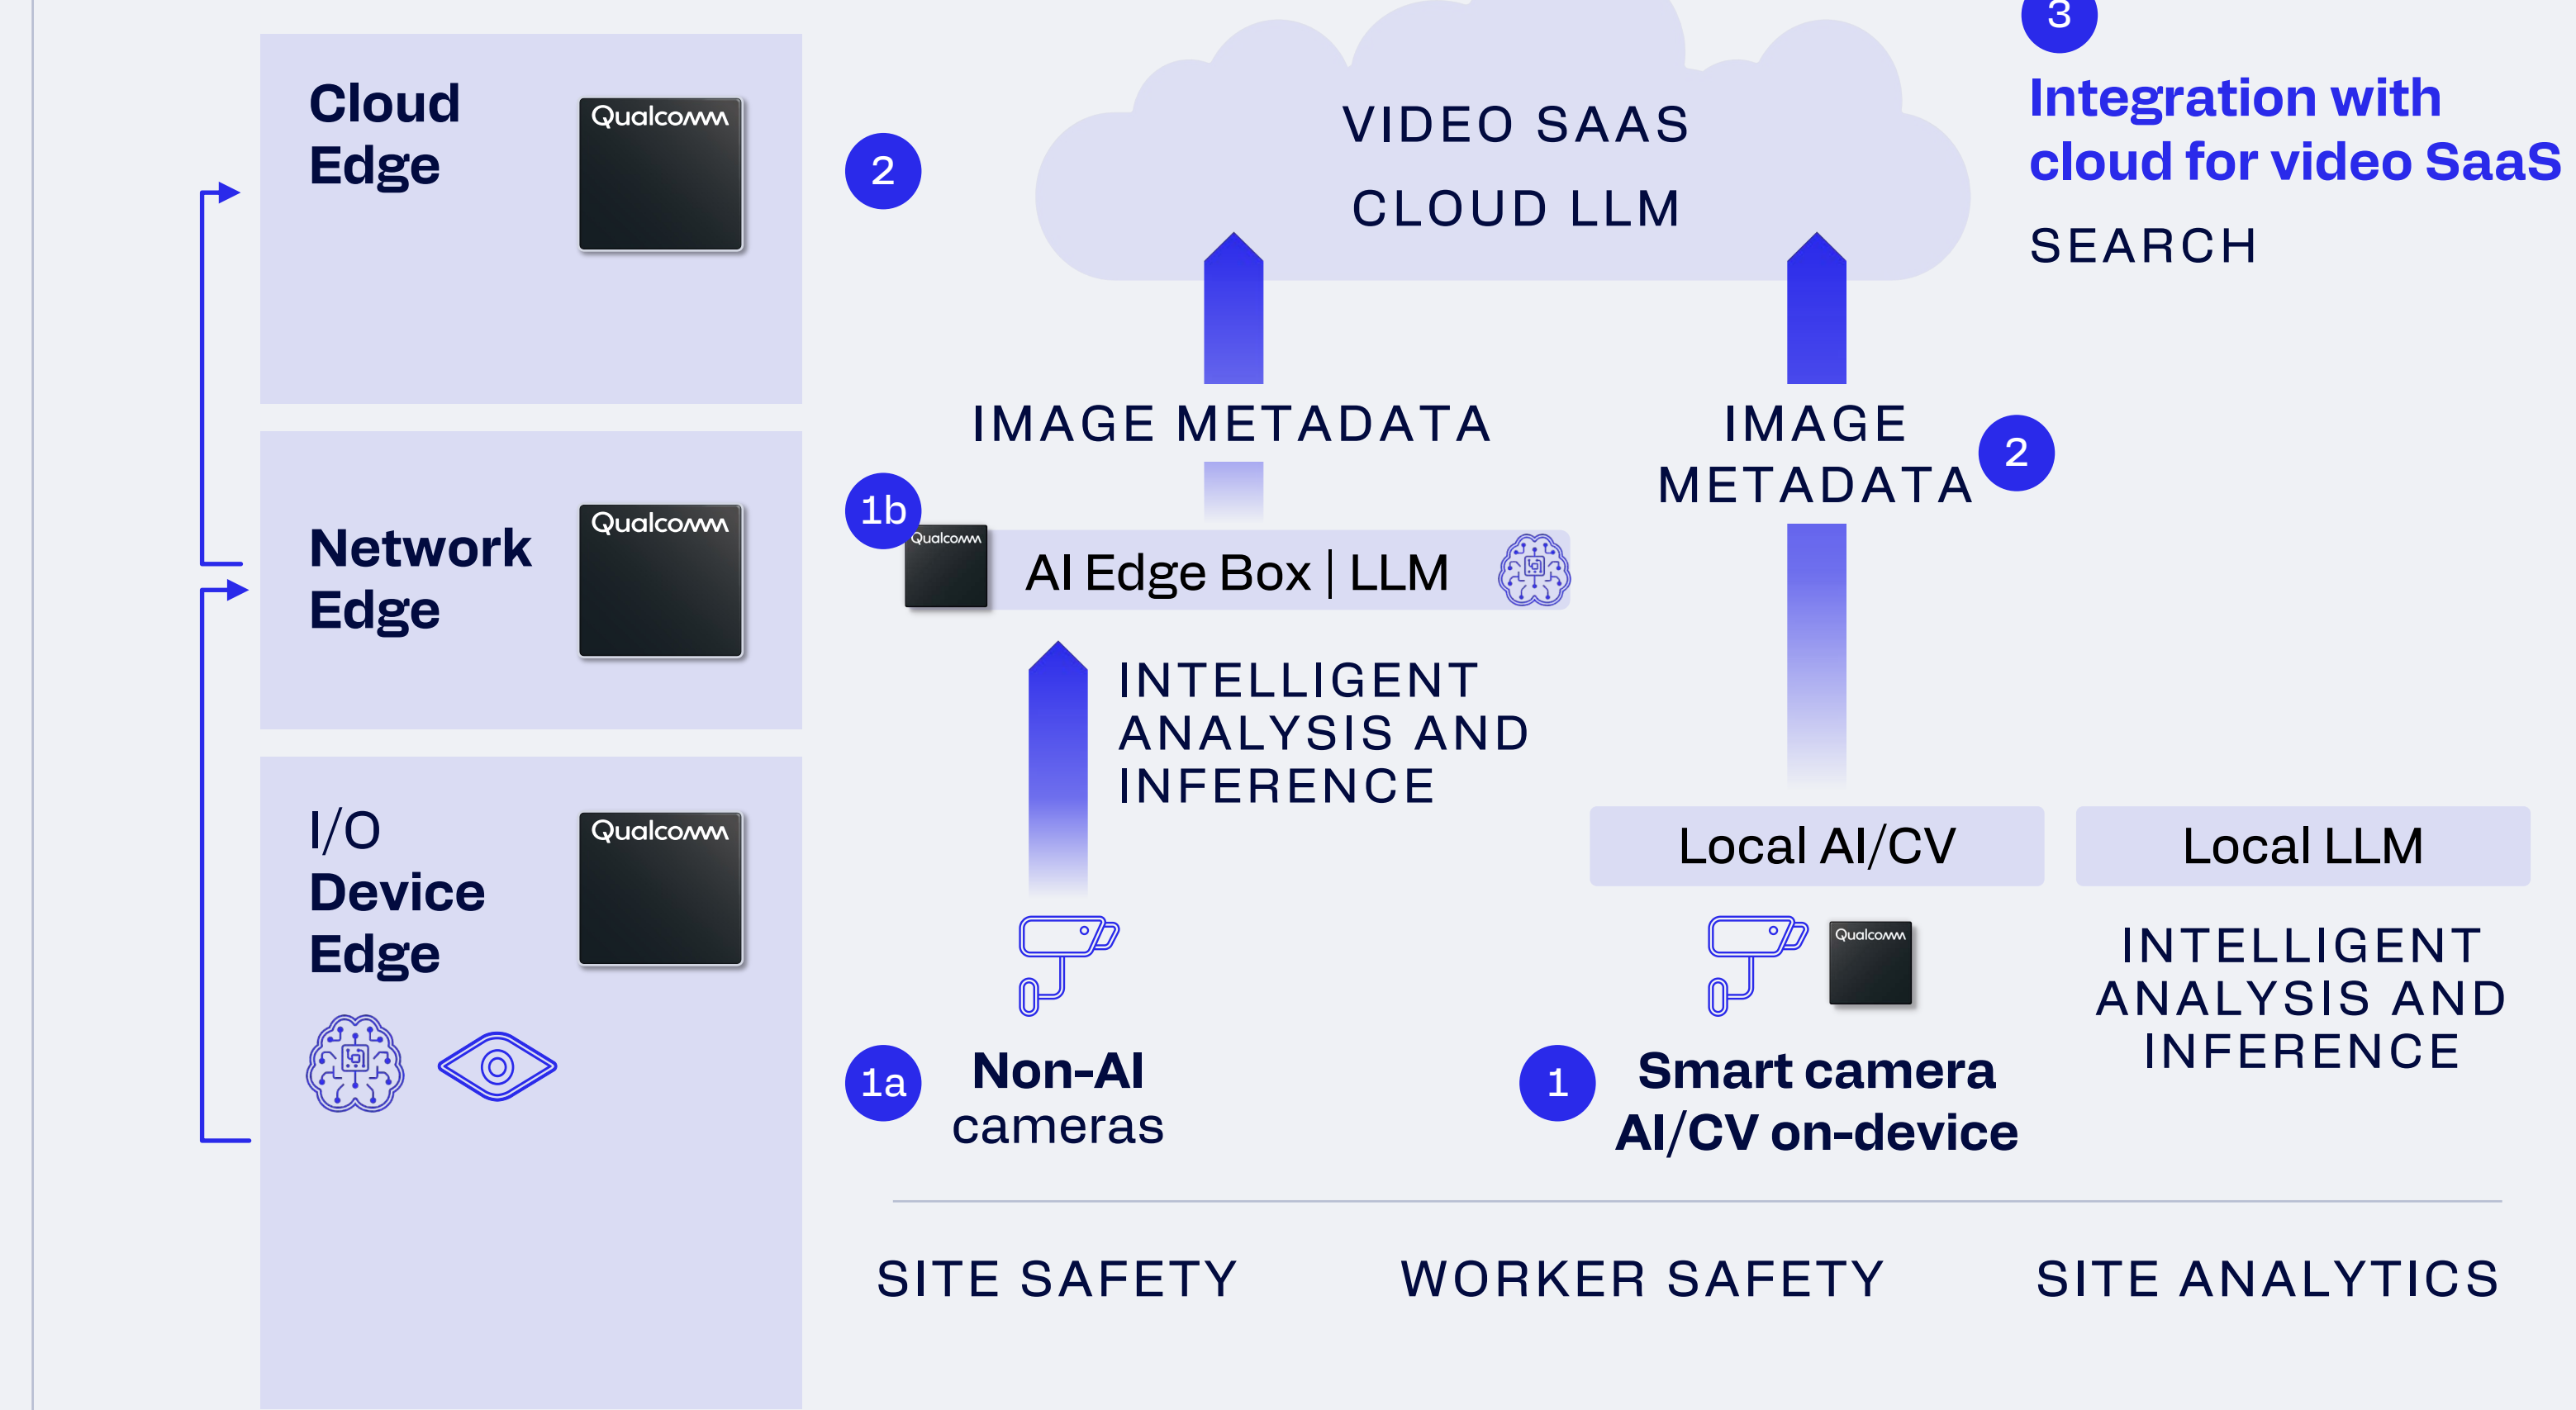 Cloud
Edge
Qualcomm
Network
Edge
Qualcomm
I/O
Device
Edge
Qualcomm
2
VIDEO SAAS
CLOUD LLM
3
Integration with
cloud for video SaaS
SEARCH
IMAGE METADATA
IMAGE
METADATA
2
1b
Qualcomm
AI Edge Box | LLM
INTELLIGENT
ANALYSIS AND
INFERENCE
Local AI/CV
Local LLM
Qualcomm
INTELLIGENT
ANALYSIS AND
INFERENCE
1a
Non-AI
cameras
1
Smart camera
AI/CV on-device
SITE SAFETY
WORKER SAFETY
SITE ANALYTICS